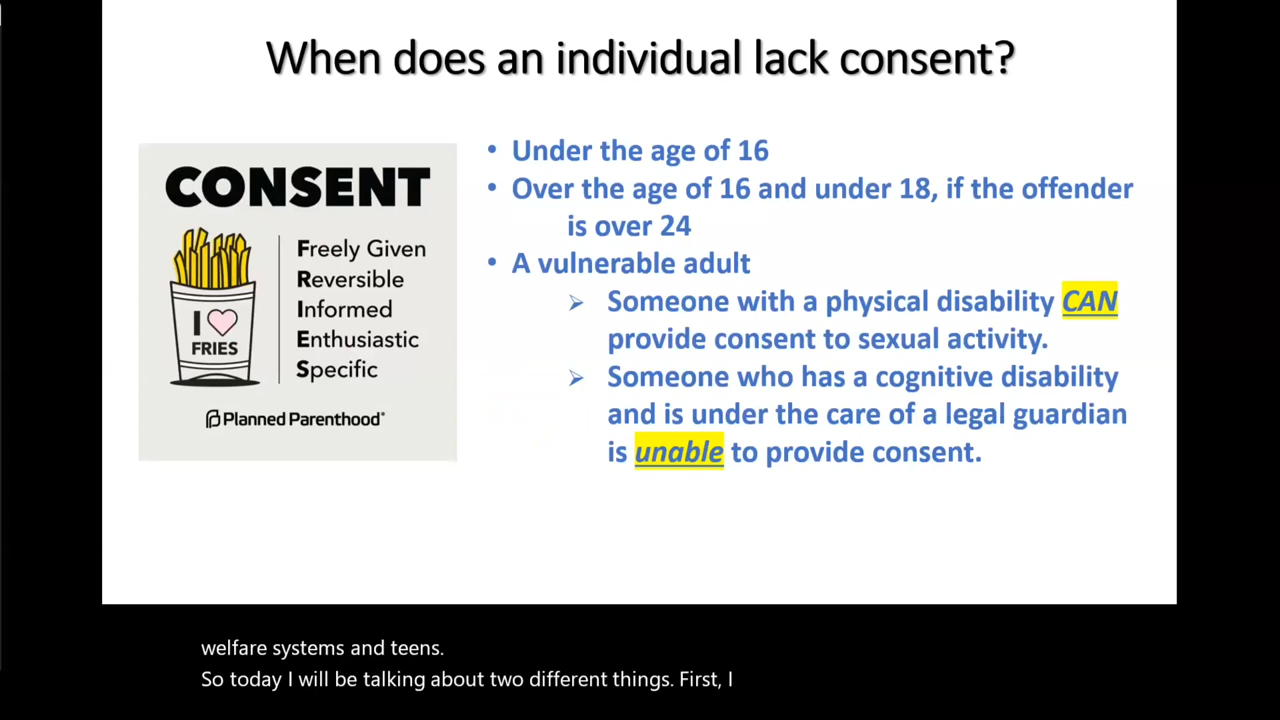 When does an individual lack consent?
CONSENT
I
FRIES
Freely Given
Reversible
Informed
Enthusiastic
Specific
Planned Parenthood®
• Under the age of 16
• Over the age of 16 and under 18, if the offender
is over 24
• A vulnerable adult
➢ Someone with a physical disability CAN
provide consent to sexual activity.
➢ Someone who has a cognitive disability
and is under the care of a legal guardian
is unable to provide consent.
welfare systems and teens.
So today I will be talking about two different things. First, I